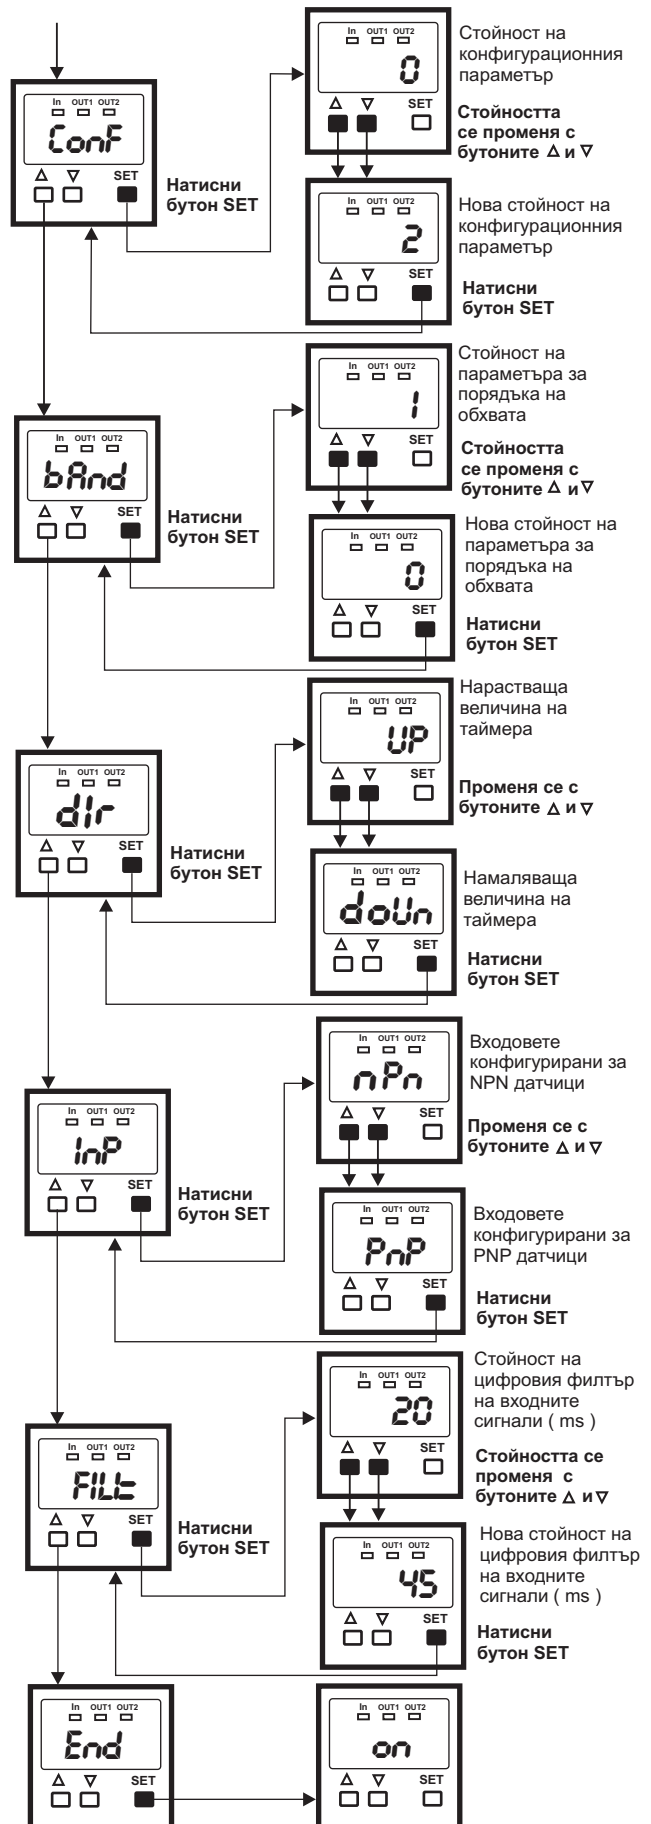 In OUT1 OUT2
0
△ ▽ SET
Стойност на
конфигурационния
параметър
Стойността
се променя с
бутоните △ и ▽
In OUT1 OUT2
ConF
△ ▽ SET
Натисни
бутон SET
In OUT1 OUT2
2
△ ▽ SET
Нова стойност на
конфигурационния
параметър
Натисни
бутон SET
In OUT1 OUT2
1
△ ▽ SET
Стойност на
параметъра за
порядъка на
обхвата
Стойността
се променя с
бутоните △ и ▽
In OUT1 OUT2
bAnd
△ ▽ SET
Натисни
бутон SET
In OUT1 OUT2
0
△ ▽ SET
Нова стойност на
параметъра за
порядъка на
обхвата
Натисни
бутон SET
In OUT1 OUT2
UP
△ ▽ SET
Нарастваща
величина на
таймера
Променя се с
бутоните △ и ▽
In OUT1 OUT2
dIr
△ ▽ SET
Натисни
бутон SET
In OUT1 OUT2
doUn
△ ▽ SET
Намаляваща
величина на
таймера
Натисни
бутон SET
In OUT1 OUT2
nPn
△ ▽ SET
Входовете
конфигурирани за
NPN датчици
Променя се с
бутоните △ и ▽
In OUT1 OUT2
InP
△ ▽ SET
Натисни
бутон SET
In OUT1 OUT2
PnP
△ ▽ SET
Входовете
конфигурирани за
PNP датчици
Натисни
бутон SET
In OUT1 OUT2
20
△ ▽ SET
Стойност на
цифровия филтър
на входните
сигнали ( ms )
Стойността се
променя с
бутоните △ и ▽
In OUT1 OUT2
FILt
△ ▽ SET
Натисни
бутон SET
In OUT1 OUT2
45
△ ▽ SET
Нова стойност на
цифровия филтър
на входните
сигнали ( ms )
Натисни
бутон SET
In OUT1 OUT2
End
△ ▽ SET
In OUT1 OUT2
on
△ ▽ SET